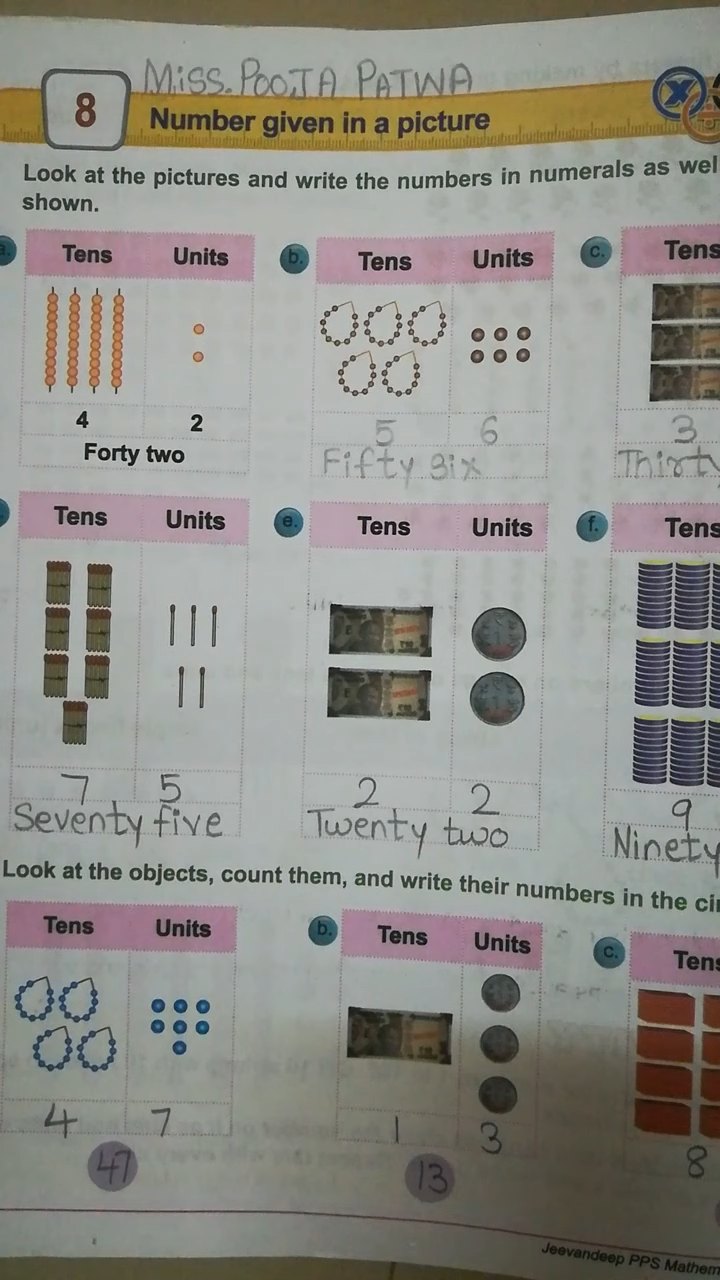 Miss. POOJA PATWA
8 Number given in a picture
Look at the pictures and write the numbers in numerals as wel
shown.
a. Tens Units b. Tens Units c. Tens
4 2 5 6 3
Forty two Fifty six Thirty
Tens Units e. Tens Units f. Tens
7 5 2 2 9
Seventy five Twenty two Ninety
Look at the objects, count them, and write their numbers in the cir
Tens Units b. Tens Units c. Tens
4 7 1 3 8
47 13
Jeevandeep PPS Mathem